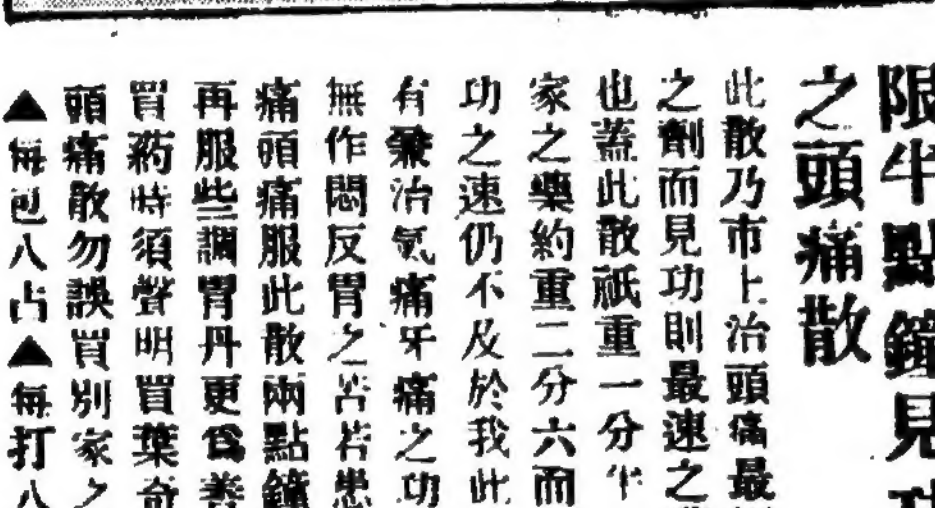 限半點鐘見功
之頭痛散
此散乃市上治頭痛最
之劑而見功則最速之
也蓋此散祇重一分半
家之藥約重二分六而
功之速仍不及於我此
有兼治氣痛牙痛之功
無作悶反胃之苦若患
痛頭痛服此散兩點鐘
再服些調胃丹更為善
買药時須聲明買葉奇
頭痛散勿誤買別家之
▲每包八占▲每打八